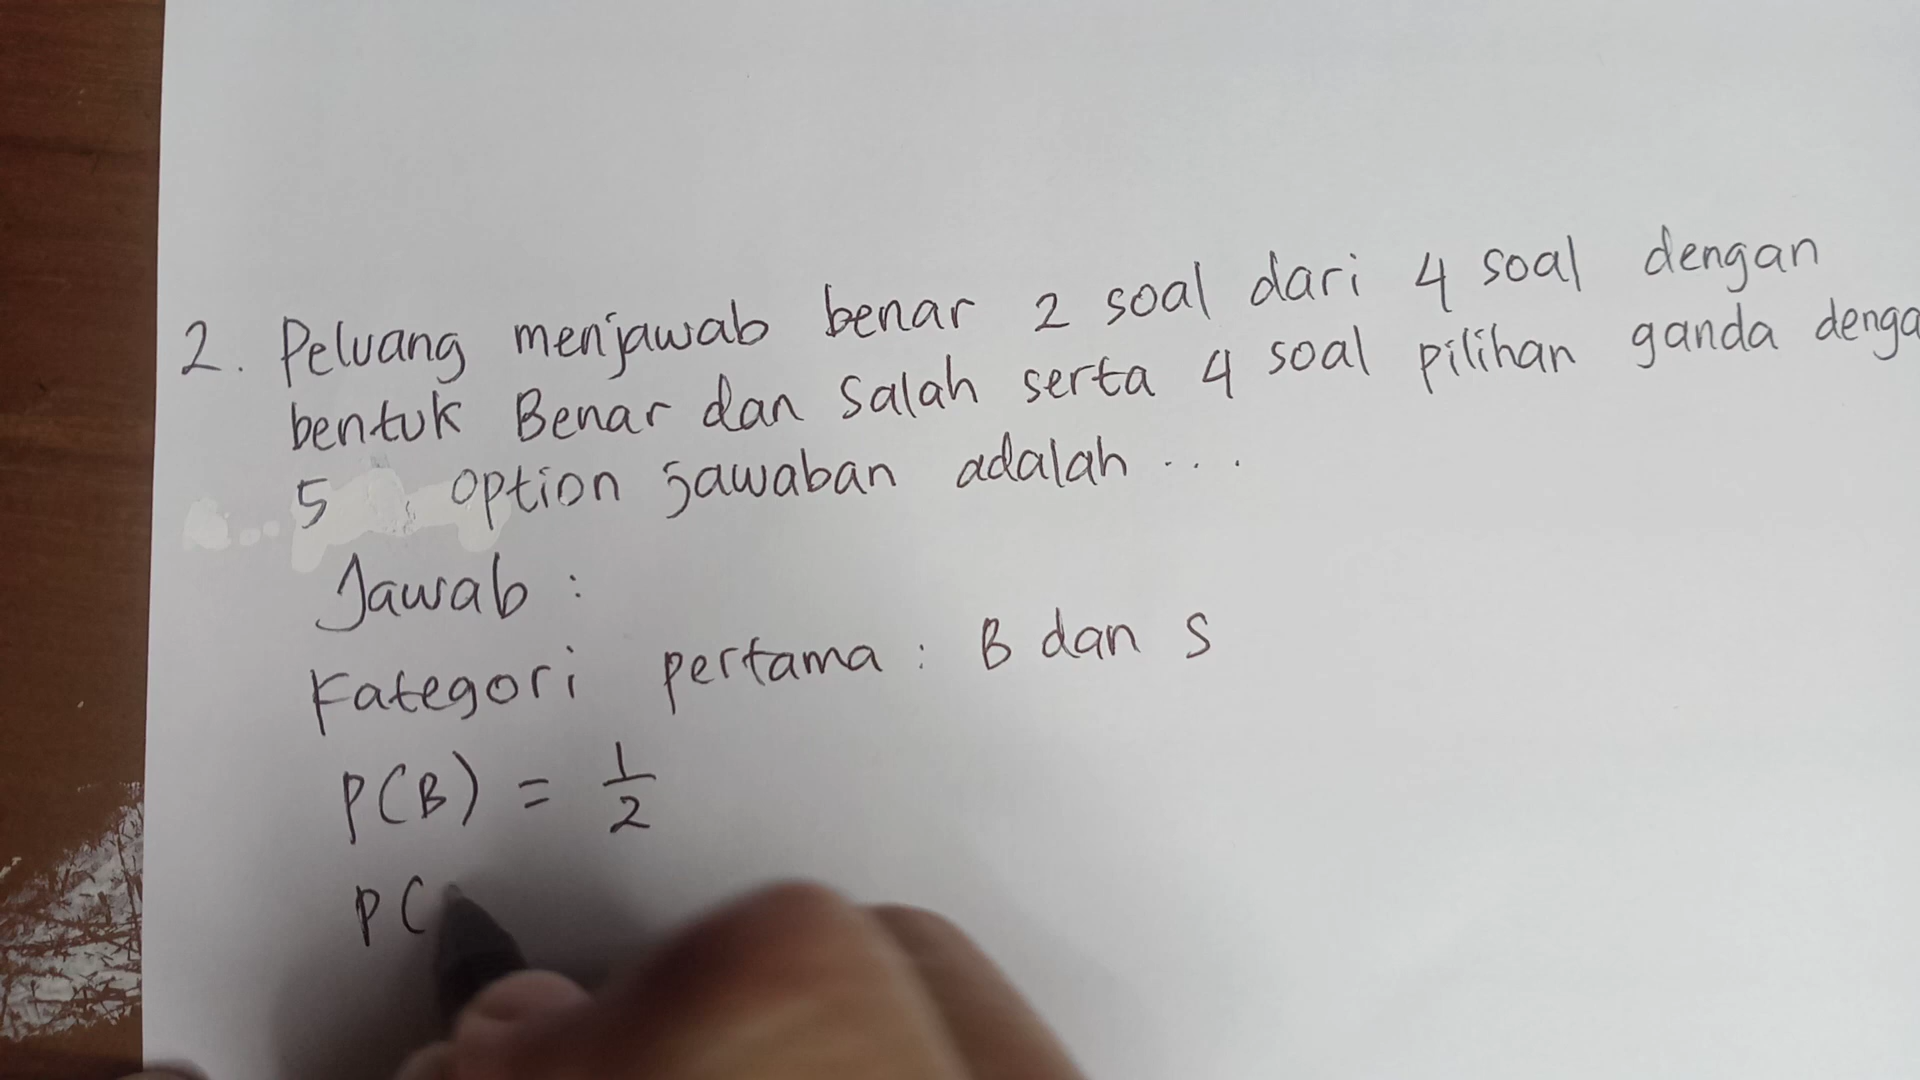 2. Peluang menjawab benar 2 soal dari 4 soal dengan
bentuk Benar dan Salah serta 4 soal pilihan ganda denga
5 option jawaban adalah ...
Jawab :
Kategori pertama : B dan S
P(B) = 1/2
P(